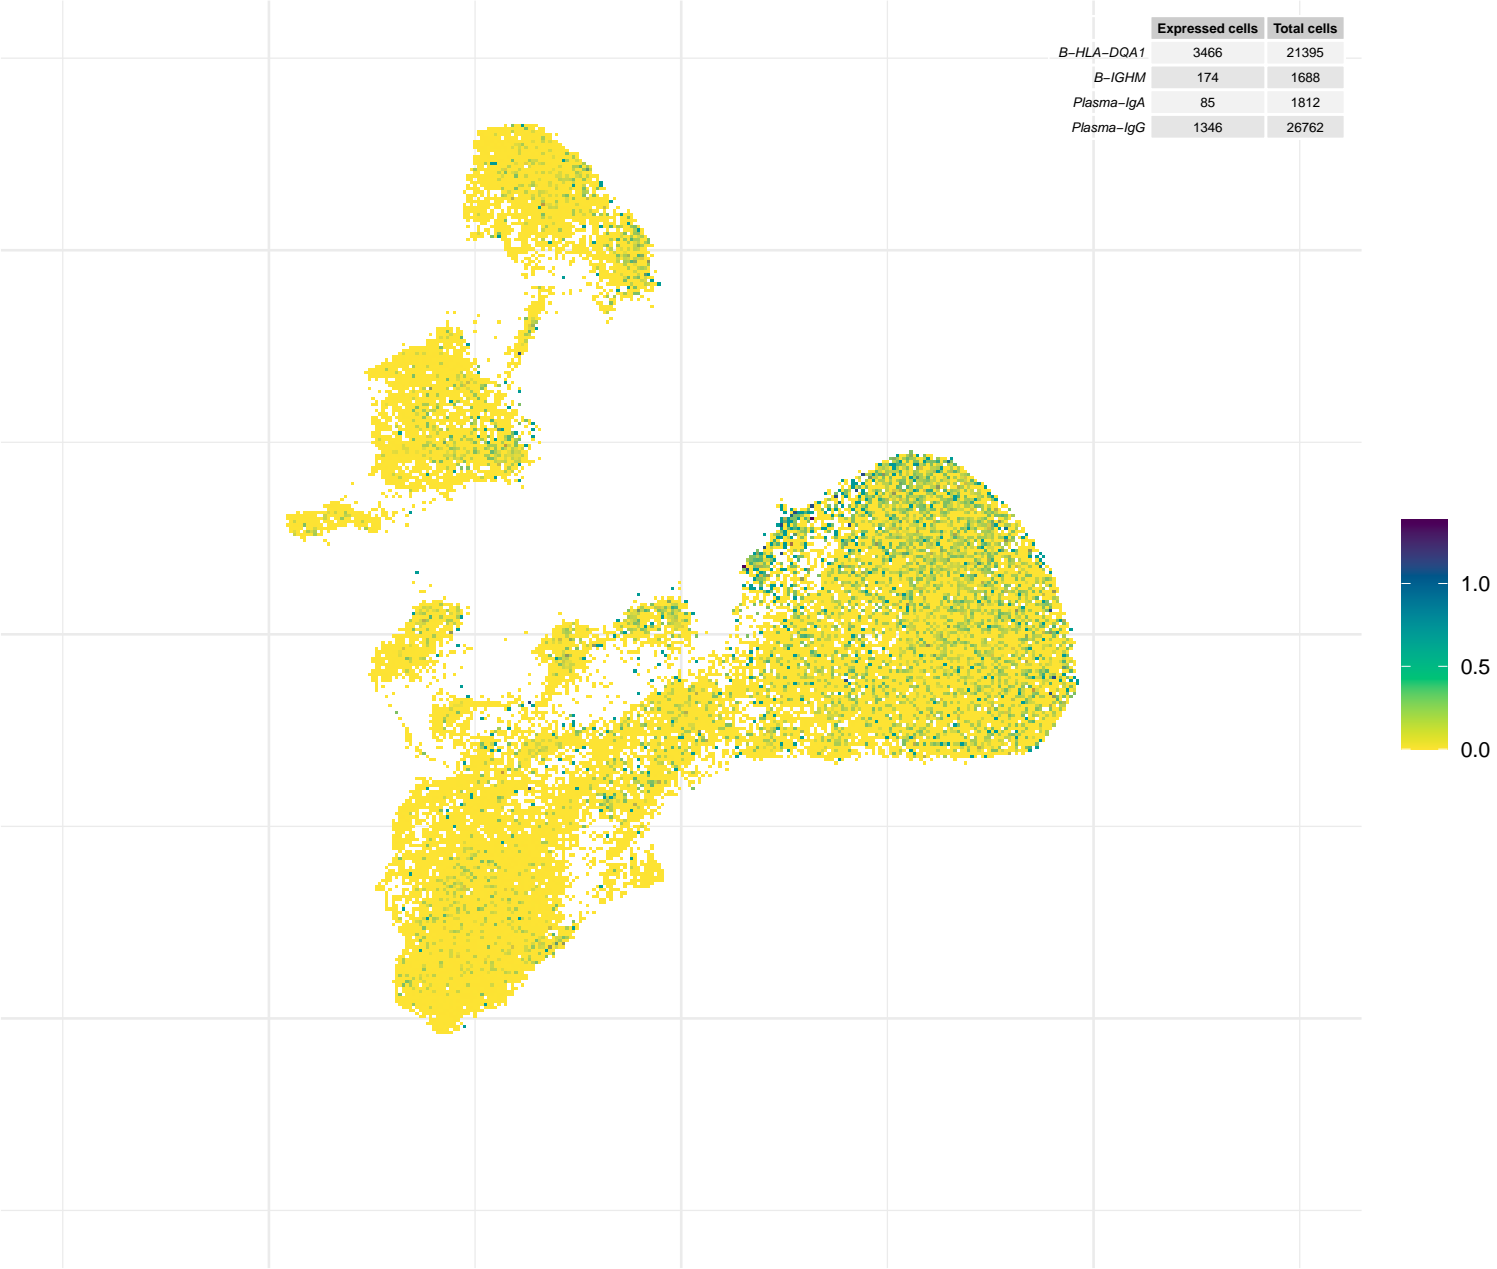 Expressed cells Total cells
B−HLA−DQA1 3466 21395
B−IGHM 174 1688
Plasma−IgA 85 1812
Plasma−IgG 1346 26762
1.0
0.5
0.0